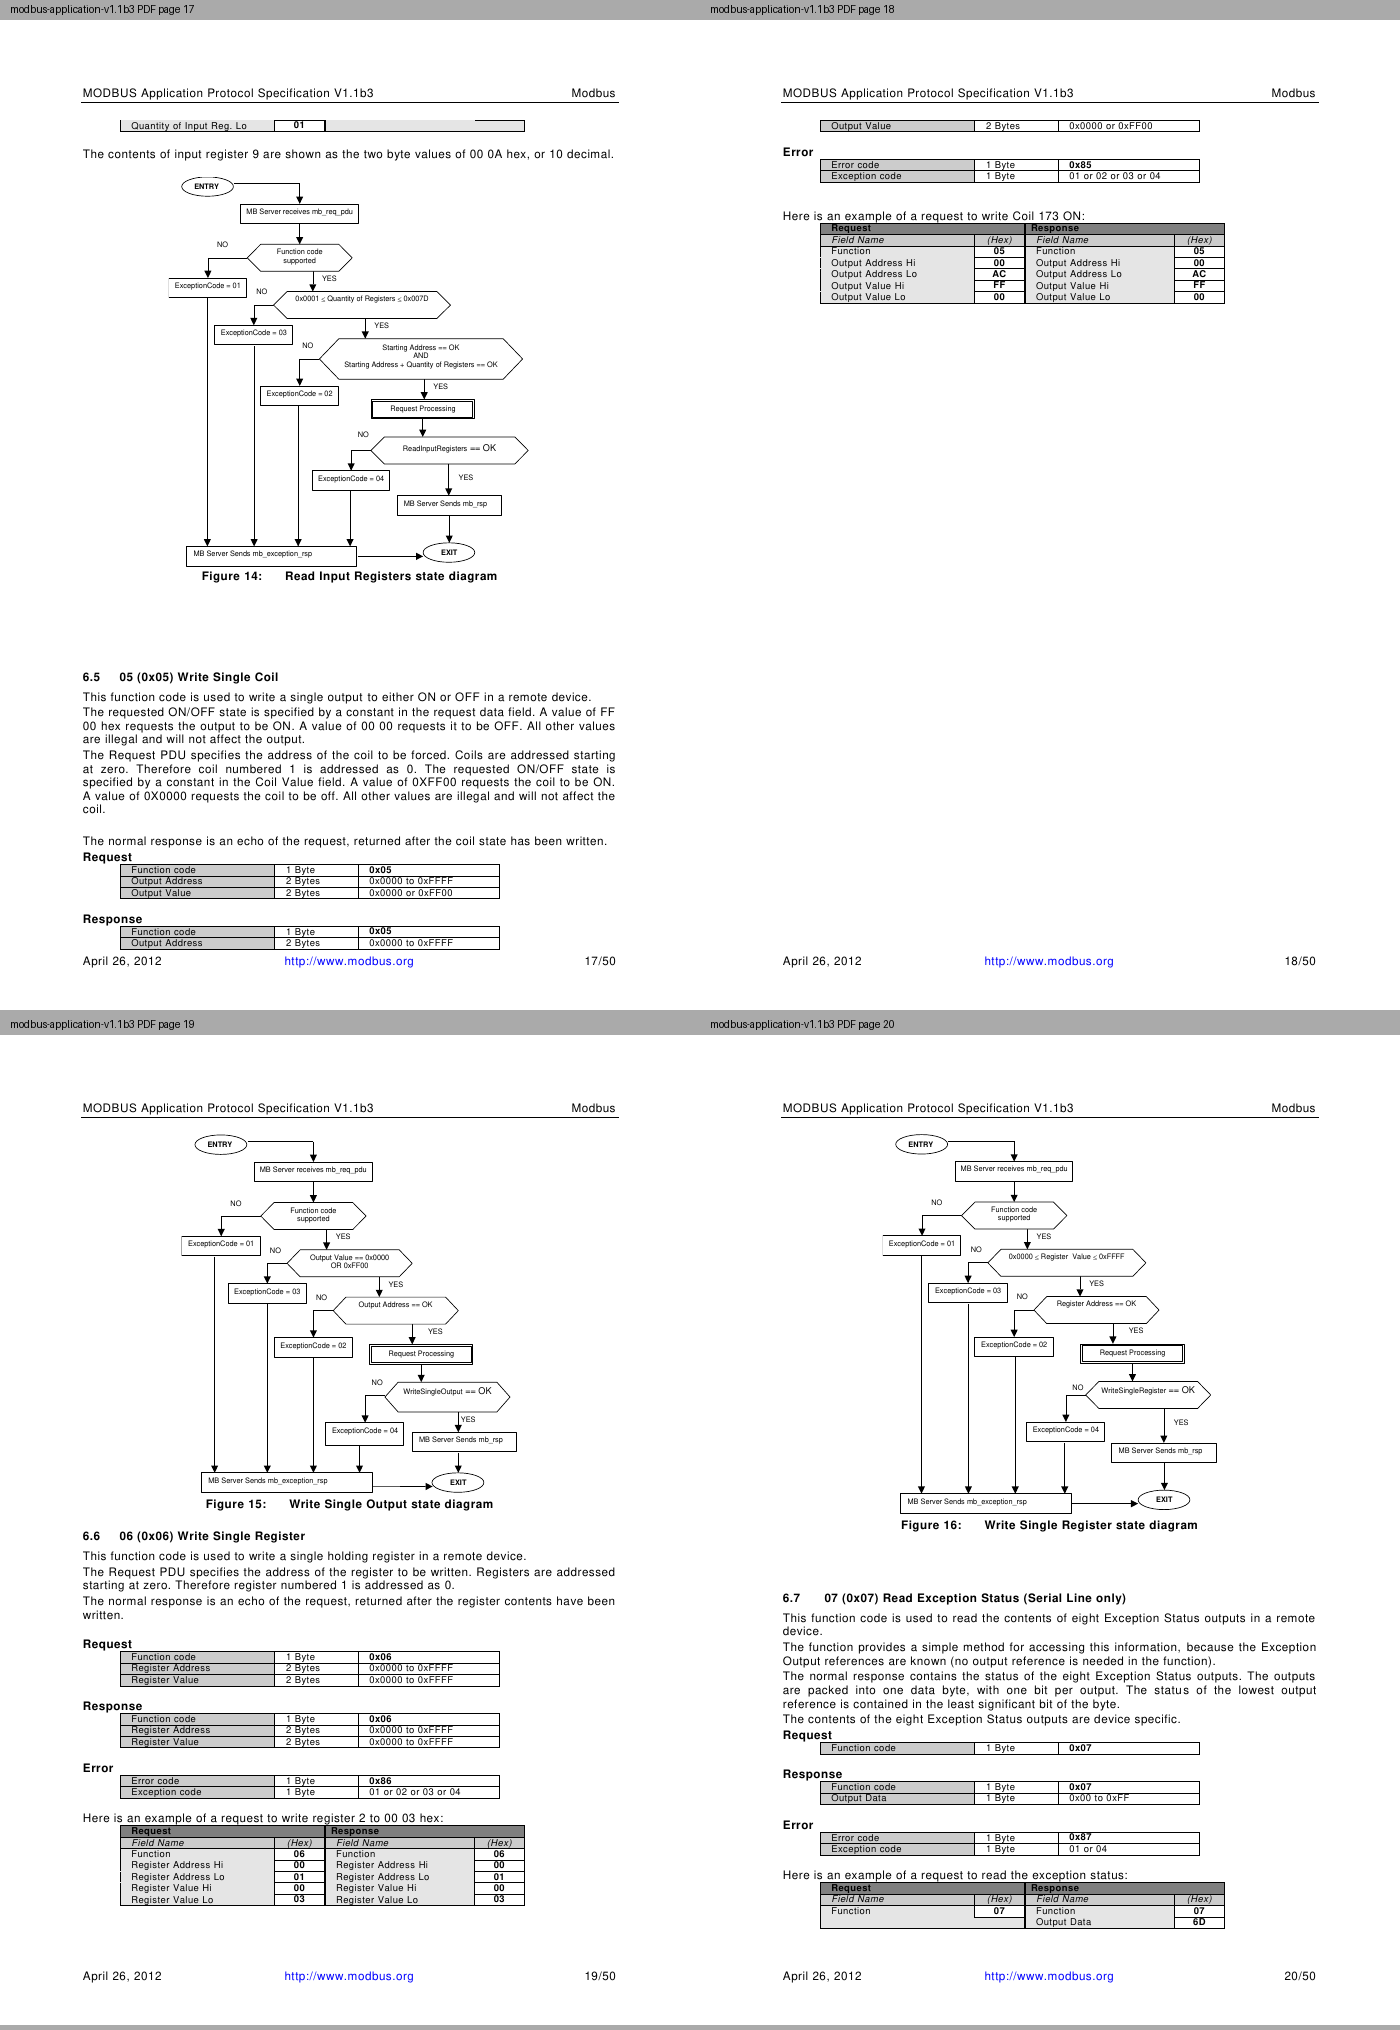 modbus-application-v1.1b3 PDF page 17
MODBUS Application Protocol Specification V1.1b3 Modbus
Quantity of Input Reg. Lo 01
The contents of input register 9 are shown as the two byte values of 00 0A hex, or 10 decimal.
ENTRY
MB Server receives mb_req_pdu
NO
Function code
supported
YES
ExceptionCode = 01
NO
0x0001 ≤ Quantity of Registers ≤ 0x007D
YES
ExceptionCode = 03
NO
Starting Address == OK
AND
Starting Address + Quantity of Registers == OK
YES
ExceptionCode = 02
Request Processing
NO
ReadInputRegisters == OK
YES
ExceptionCode = 04
MB Server Sends mb_rsp
MB Server Sends mb_exception_rsp
EXIT
Figure 14: Read Input Registers state diagram
6.5 05 (0x05) Write Single Coil
This function code is used to write a single output to either ON or OFF in a remote device.
The requested ON/OFF state is specified by a constant in the request data field. A value of FF
00 hex requests the output to be ON. A value of 00 00 requests it to be OFF. All other values
are illegal and will not affect the output.
The Request PDU specifies the address of the coil to be forced. Coils are addressed starting
at zero. Therefore coil numbered 1 is addressed as 0. The requested ON/OFF state is
specified by a constant in the Coil Value field. A value of 0XFF00 requests the coil to be ON.
A value of 0X0000 requests the coil to be off. All other values are illegal and will not affect the
coil.
The normal response is an echo of the request, returned after the coil state has been written.
Request
Function code 1 Byte 0x05
Output Address 2 Bytes 0x0000 to 0xFFFF
Output Value 2 Bytes 0x0000 or 0xFF00
Response
Function code 1 Byte 0x05
Output Address 2 Bytes 0x0000 to 0xFFFF
April 26, 2012 http://www.modbus.org 17/50
modbus-application-v1.1b3 PDF page 18
MODBUS Application Protocol Specification V1.1b3 Modbus
Output Value 2 Bytes 0x0000 or 0xFF00
Error
Error code 1 Byte 0x85
Exception code 1 Byte 01 or 02 or 03 or 04
Here is an example of a request to write Coil 173 ON:
Request Response
Field Name (Hex) Field Name (Hex)
Function 05 Function 05
Output Address Hi 00 Output Address Hi 00
Output Address Lo AC Output Address Lo AC
Output Value Hi FF Output Value Hi FF
Output Value Lo 00 Output Value Lo 00
April 26, 2012 http://www.modbus.org 18/50
modbus-application-v1.1b3 PDF page 19
MODBUS Application Protocol Specification V1.1b3 Modbus
ENTRY
MB Server receives mb_req_pdu
NO
Function code
supported
YES
ExceptionCode = 01
NO
Output Value == 0x0000
OR 0xFF00
YES
ExceptionCode = 03
NO
Output Address == OK
YES
ExceptionCode = 02
Request Processing
NO
WriteSingleOutput == OK
YES
ExceptionCode = 04
MB Server Sends mb_rsp
MB Server Sends mb_exception_rsp
EXIT
Figure 15: Write Single Output state diagram
6.6 06 (0x06) Write Single Register
This function code is used to write a single holding register in a remote device.
The Request PDU specifies the address of the register to be written. Registers are addressed
starting at zero. Therefore register numbered 1 is addressed as 0.
The normal response is an echo of the request, returned after the register contents have been
written.
Request
Function code 1 Byte 0x06
Register Address 2 Bytes 0x0000 to 0xFFFF
Register Value 2 Bytes 0x0000 to 0xFFFF
Response
Function code 1 Byte 0x06
Register Address 2 Bytes 0x0000 to 0xFFFF
Register Value 2 Bytes 0x0000 to 0xFFFF
Error
Error code 1 Byte 0x86
Exception code 1 Byte 01 or 02 or 03 or 04
Here is an example of a request to write register 2 to 00 03 hex:
Request Response
Field Name (Hex) Field Name (Hex)
Function 06 Function 06
Register Address Hi 00 Register Address Hi 00
Register Address Lo 01 Register Address Lo 01
Register Value Hi 00 Register Value Hi 00
Register Value Lo 03 Register Value Lo 03
April 26, 2012 http://www.modbus.org 19/50
modbus-application-v1.1b3 PDF page 20
MODBUS Application Protocol Specification V1.1b3 Modbus
ENTRY
MB Server receives mb_req_pdu
NO
Function code
supported
YES
ExceptionCode = 01
NO
0x0000 ≤ Register Value ≤ 0xFFFF
YES
ExceptionCode = 03
NO
Register Address == OK
YES
ExceptionCode = 02
Request Processing
NO
WriteSingleRegister == OK
YES
ExceptionCode = 04
MB Server Sends mb_rsp
MB Server Sends mb_exception_rsp
EXIT
Figure 16: Write Single Register state diagram
6.7 07 (0x07) Read Exception Status (Serial Line only)
This function code is used to read the contents of eight Exception Status outputs in a remote
device.
The function provides a simple method for accessing this information, because the Exception
Output references are known (no output reference is needed in the function).
The normal response contains the status of the eight Exception Status outputs. The outputs
are packed into one data byte, with one bit per output. The status of the lowest output
reference is contained in the least significant bit of the byte.
The contents of the eight Exception Status outputs are device specific.
Request
Function code 1 Byte 0x07
Response
Function code 1 Byte 0x07
Output Data 1 Byte 0x00 to 0xFF
Error
Error code 1 Byte 0x87
Exception code 1 Byte 01 or 04
Here is an example of a request to read the exception status:
Request Response
Field Name (Hex) Field Name (Hex)
Function 07 Function 07
Output Data 6D
April 26, 2012 http://www.modbus.org 20/50